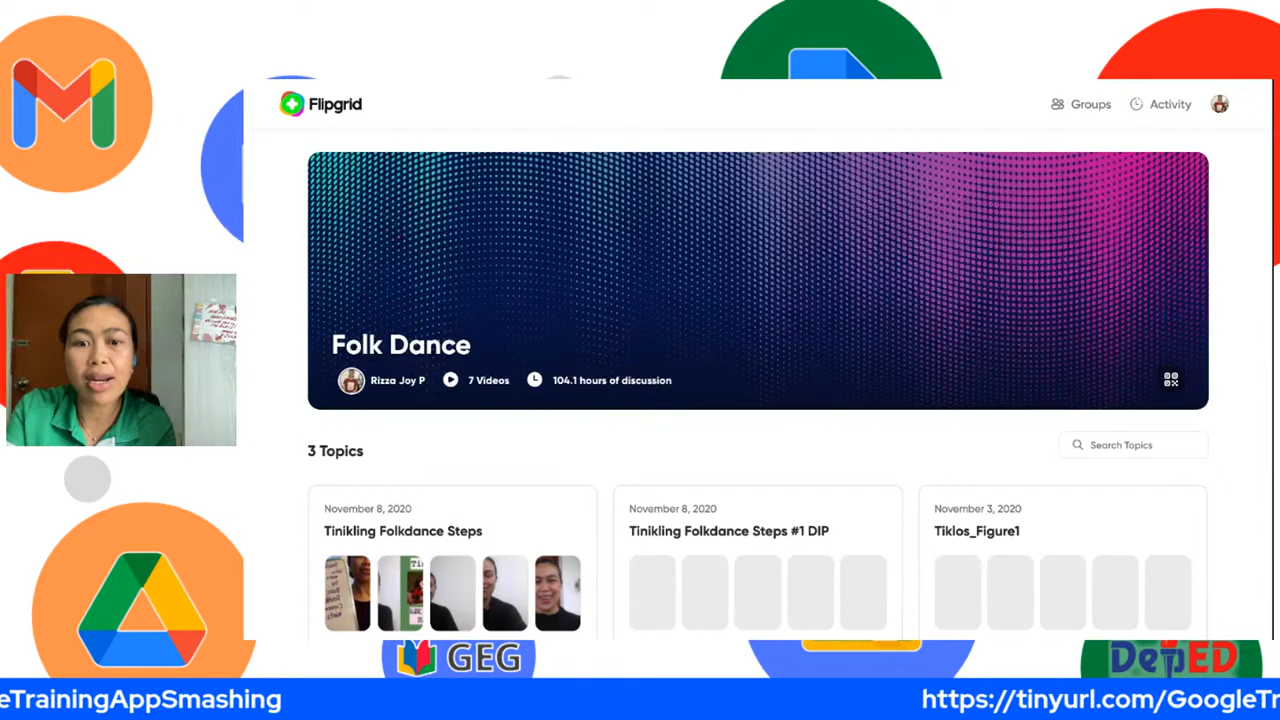 Flipgrid
Groups
Activity
Folk Dance
Rizza Joy P
7 Videos
104.1 hours of discussion
3 Topics
Search Topics
November 8, 2020
Tinikling Folkdance Steps
November 8, 2020
Tinikling Folkdance Steps #1 DIP
November 3, 2020
Tiklos_Figure1
GEG
DepED
eTrainingAppSmashing
https://tinyurl.com/GoogleTr